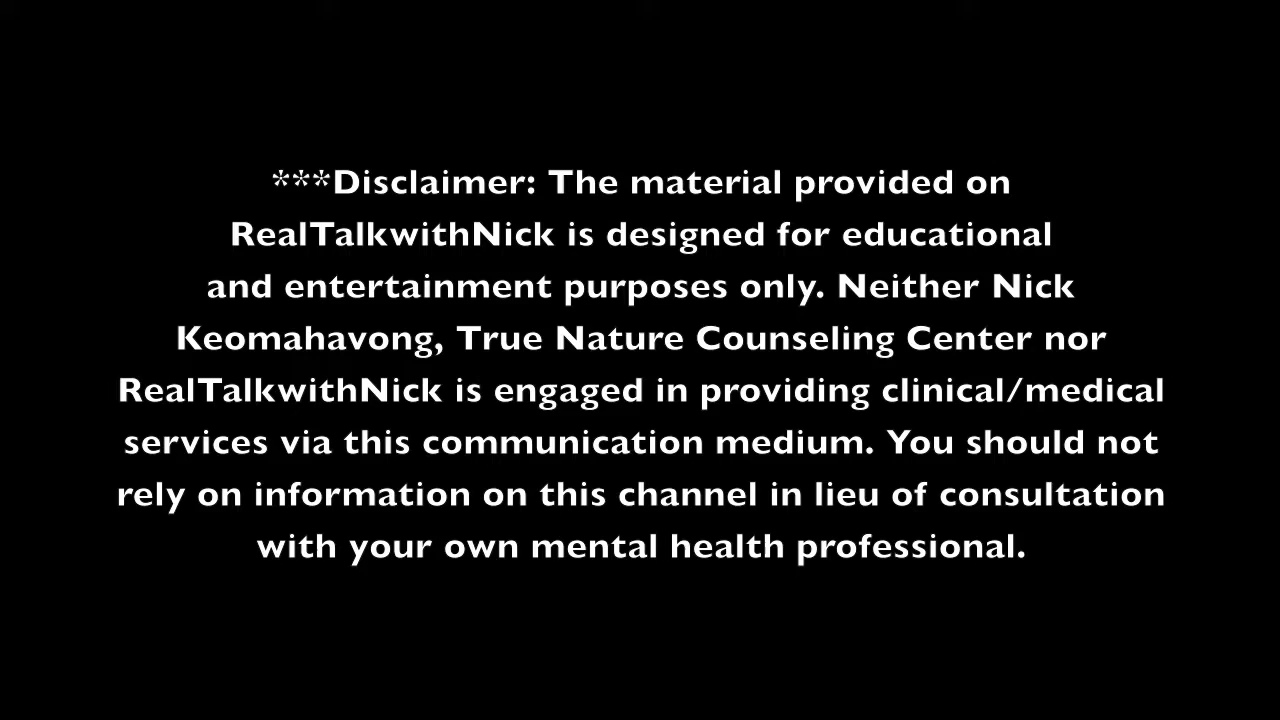 ***Disclaimer: The material provided on
RealTalkwithNick is designed for educational
and entertainment purposes only. Neither Nick
Keomahavong, True Nature Counseling Center nor
RealTalkwithNick is engaged in providing clinical/medical
services via this communication medium. You should not
rely on information on this channel in lieu of consultation
with your own mental health professional.